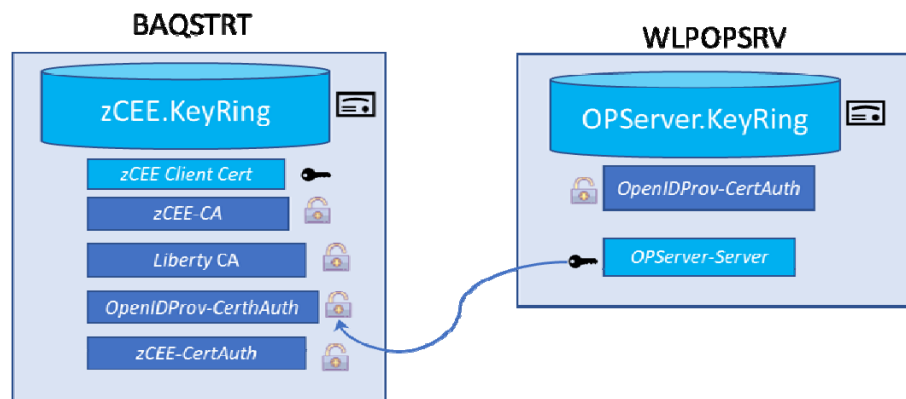 BAQSTRT
zCEE.KeyRing
zCEE Client Cert
zCEE-CA
Liberty CA
OpenIDProv-CerthAuth
zCEE-CertAuth
WLPOPSRV
OPServer.KeyRing
OpenIDProv-CertAuth
OPServer-Server